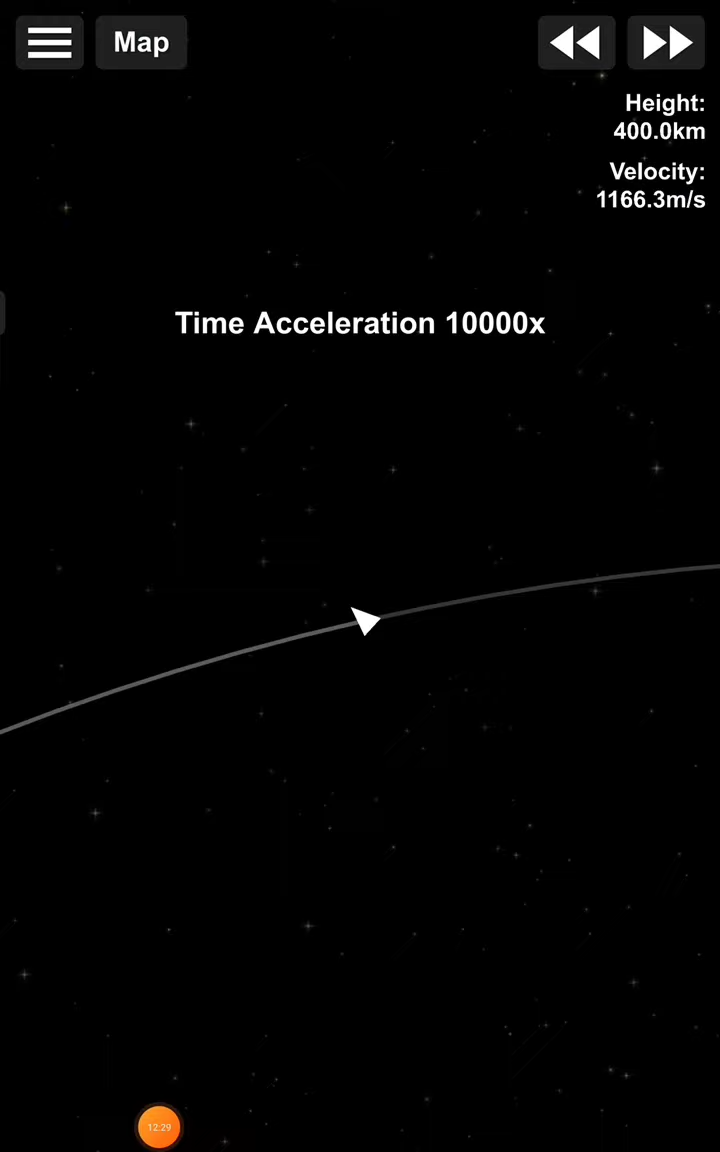 Map
Height:
400.0km
Velocity:
1166.3m/s
Time Acceleration 10000x
12:29